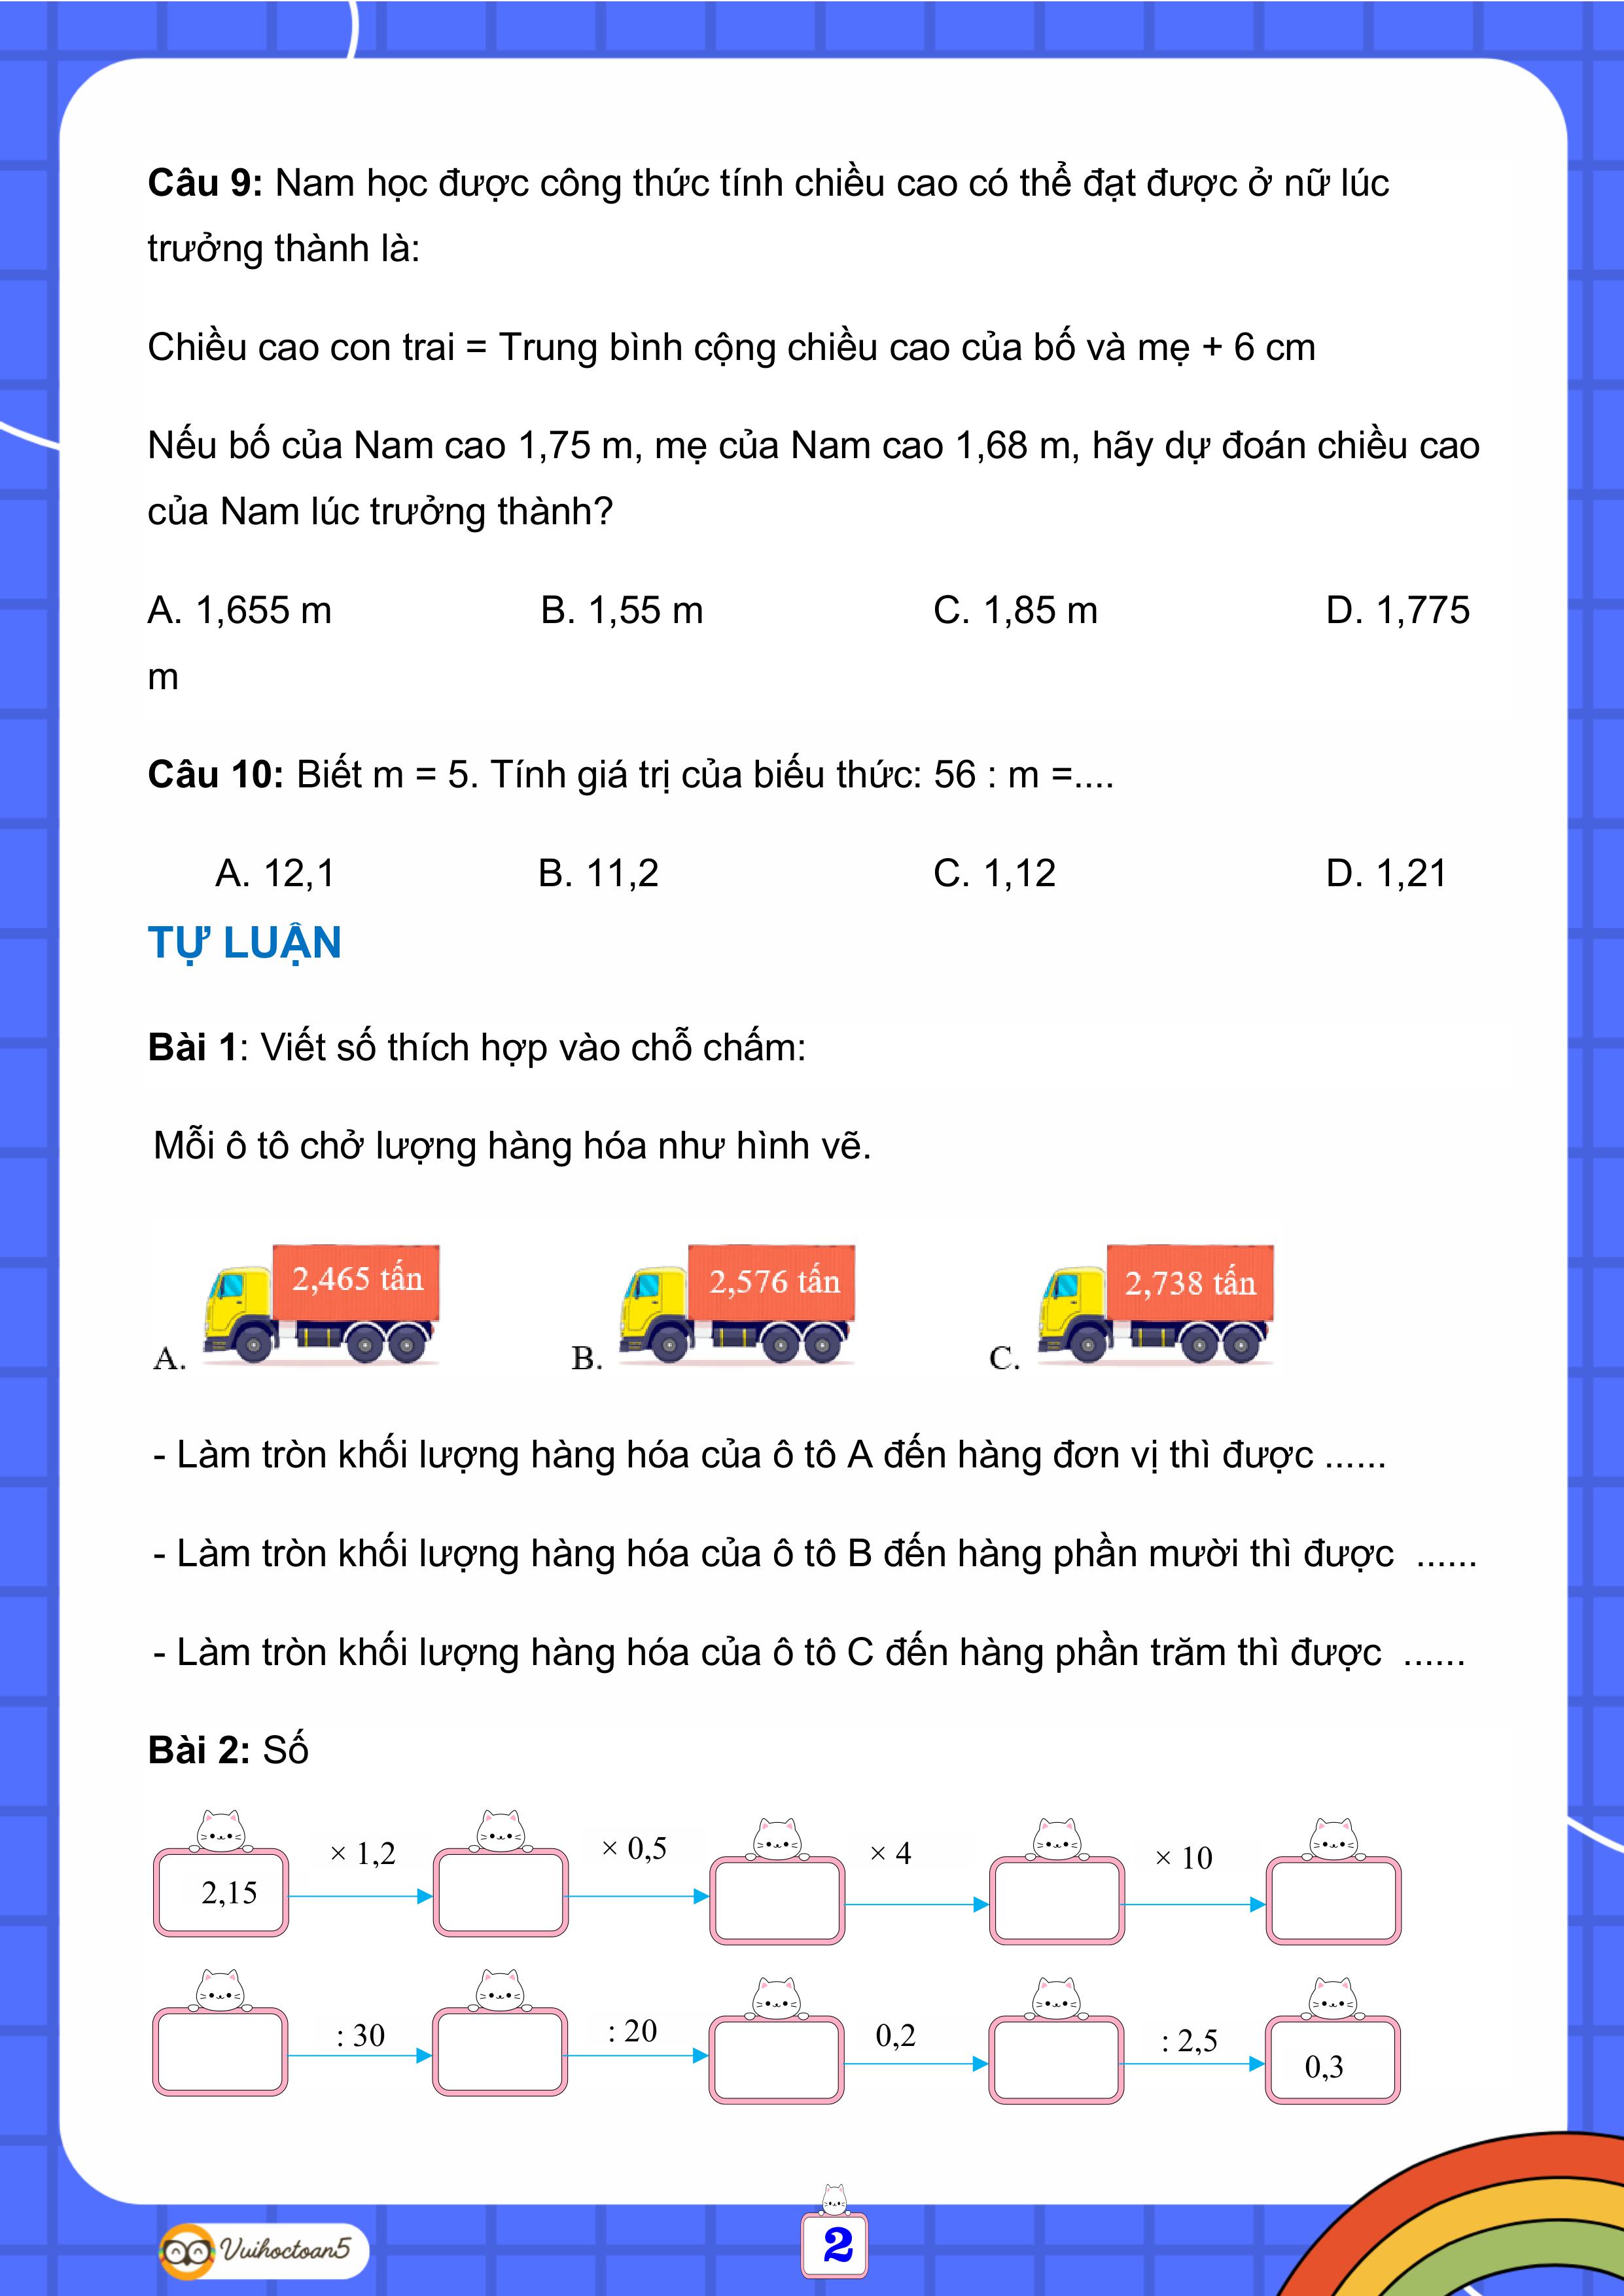 Câu 9: Nam học được công thức tính chiều cao có thể đạt được ở nữ lúc
trưởng thành là:
Chiều cao con trai = Trung bình cộng chiều cao của bố và mẹ + 6 cm
Nếu bố của Nam cao 1,75 m, mẹ của Nam cao 1,68 m, hãy dự đoán chiều cao
của Nam lúc trưởng thành?
A. 1,655 m B. 1,55 m C. 1,85 m D. 1,775
m
Câu 10: Biết m = 5. Tính giá trị của biếu thức: 56 : m =....
A. 12,1 B. 11,2 C. 1,12 D. 1,21
TỰ LUẬN
Bài 1: Viết số thích hợp vào chỗ chấm:
Mỗi ô tô chở lượng hàng hóa như hình vẽ.
2,465 tấn 2,576 tấn 2,738 tấn
A. B. C.
- Làm tròn khối lượng hàng hóa của ô tô A đến hàng đơn vị thì được ......
- Làm tròn khối lượng hàng hóa của ô tô B đến hàng phần mười thì được ......
- Làm tròn khối lượng hàng hóa của ô tô C đến hàng phần trăm thì được ......
Bài 2: Số
× 1,2 × 0,5 × 4 × 10
2,15
: 30 : 20 0,2 : 2,5
0,3
Vuihoctoan5
2